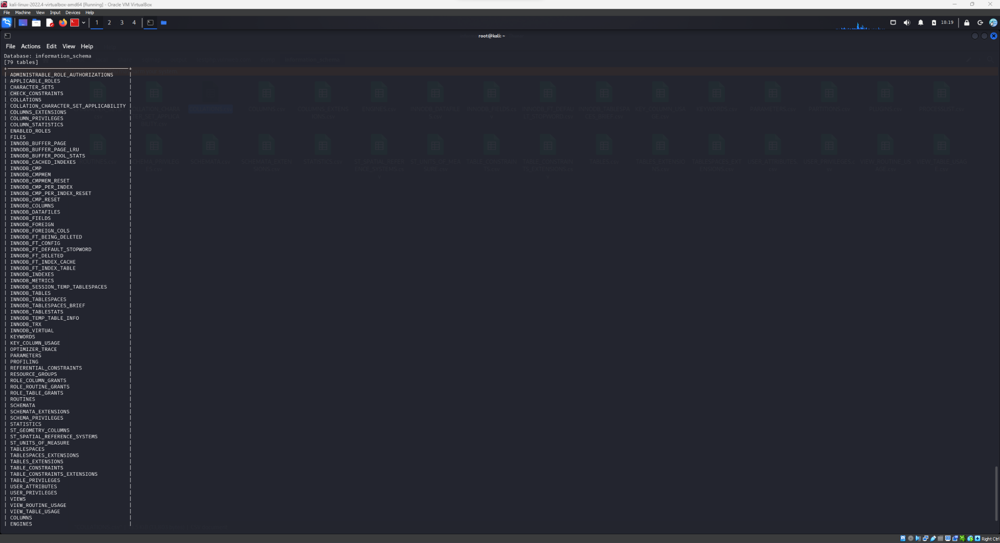 kali-linux-2022.4-virtualbox-amd64 [Running] - Oracle VM VirtualBox
File Machine View Input Devices Help
1 2 3 4
18:19
root@kali: ~
File Actions Edit View Help
Database: information_schema
[79 tables]
| ADMINISTRABLE_ROLE_AUTHORIZATIONS |
| APPLICABLE_ROLES |
| CHARACTER_SETS |
| CHECK_CONSTRAINTS |
| COLLATIONS |
| COLLATION_CHARACTER_SET_APPLICABILITY |
| COLUMNS_EXTENSIONS |
| COLUMN_PRIVILEGES |
| COLUMN_STATISTICS |
| ENABLED_ROLES |
| FILES |
| INNODB_BUFFER_PAGE |
| INNODB_BUFFER_PAGE_LRU |
| INNODB_BUFFER_POOL_STATS |
| INNODB_CACHED_INDEXES |
| INNODB_CMP |
| INNODB_CMPMEM |
| INNODB_CMPMEM_RESET |
| INNODB_CMP_PER_INDEX |
| INNODB_CMP_PER_INDEX_RESET |
| INNODB_CMP_RESET |
| INNODB_COLUMNS |
| INNODB_DATAFILES |
| INNODB_FIELDS |
| INNODB_FOREIGN |
| INNODB_FOREIGN_COLS |
| INNODB_FT_BEING_DELETED |
| INNODB_FT_CONFIG |
| INNODB_FT_DEFAULT_STOPWORD |
| INNODB_FT_DELETED |
| INNODB_FT_INDEX_CACHE |
| INNODB_FT_INDEX_TABLE |
| INNODB_INDEXES |
| INNODB_METRICS |
| INNODB_SESSION_TEMP_TABLESPACES |
| INNODB_TABLES |
| INNODB_TABLESPACES |
| INNODB_TABLESPACES_BRIEF |
| INNODB_TABLESTATS |
| INNODB_TEMP_TABLE_INFO |
| INNODB_TRX |
| INNODB_VIRTUAL |
| KEYWORDS |
| KEY_COLUMN_USAGE |
| OPTIMIZER_TRACE |
| PARAMETERS |
| PROFILING |
| REFERENTIAL_CONSTRAINTS |
| RESOURCE_GROUPS |
| ROLE_COLUMN_GRANTS |
| ROLE_ROUTINE_GRANTS |
| ROLE_TABLE_GRANTS |
| ROUTINES |
| SCHEMATA |
| SCHEMATA_EXTENSIONS |
| SCHEMA_PRIVILEGES |
| STATISTICS |
| ST_GEOMETRY_COLUMNS |
| ST_SPATIAL_REFERENCE_SYSTEMS |
| ST_UNITS_OF_MEASURE |
| TABLESPACES |
| TABLESPACES_EXTENSIONS |
| TABLES_EXTENSIONS |
| TABLE_CONSTRAINTS |
| TABLE_CONSTRAINTS_EXTENSIONS |
| TABLE_PRIVILEGES |
| USER_ATTRIBUTES |
| USER_PRIVILEGES |
| VIEWS |
| VIEW_ROUTINE_USAGE |
| VIEW_TABLE_USAGE |
| COLUMNS |
| ENGINES |
Right Ctrl